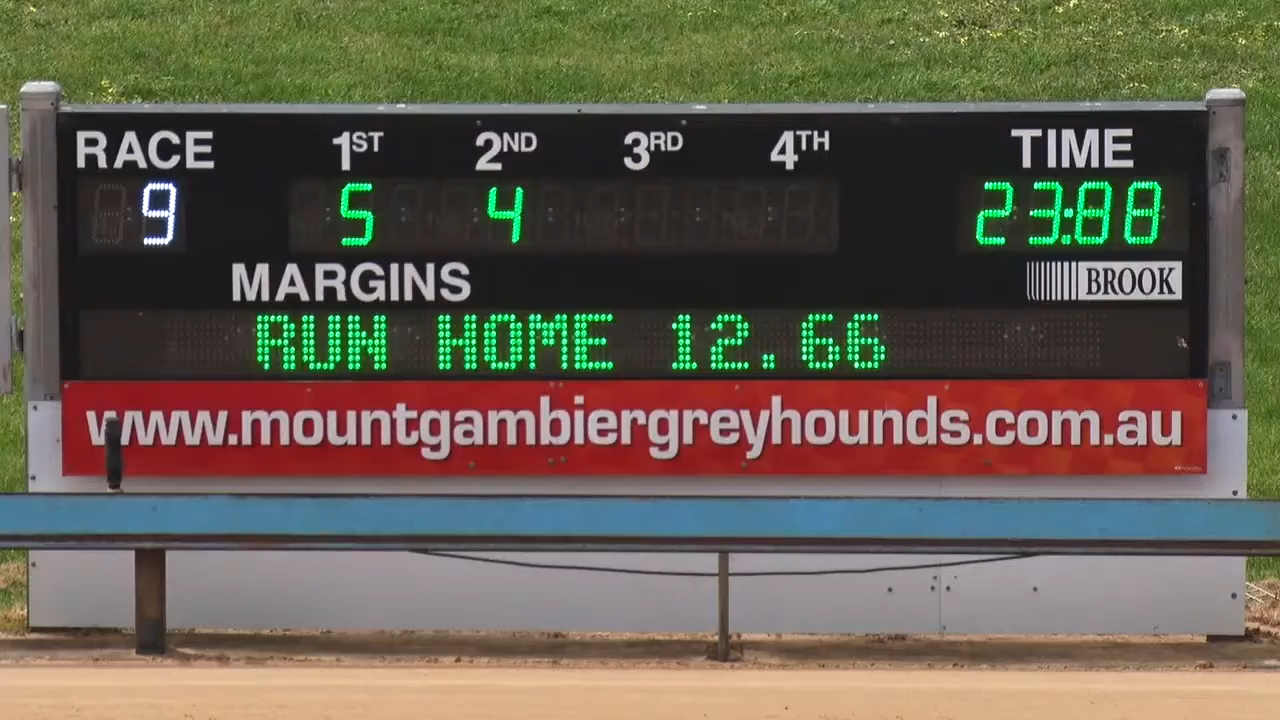 RACE 1ST 2ND 3RD 4TH TIME
9 5 4 23:88
MARGINS BROOK
RUN HOME 12.66
www.mountgambiergreyhounds.com.au